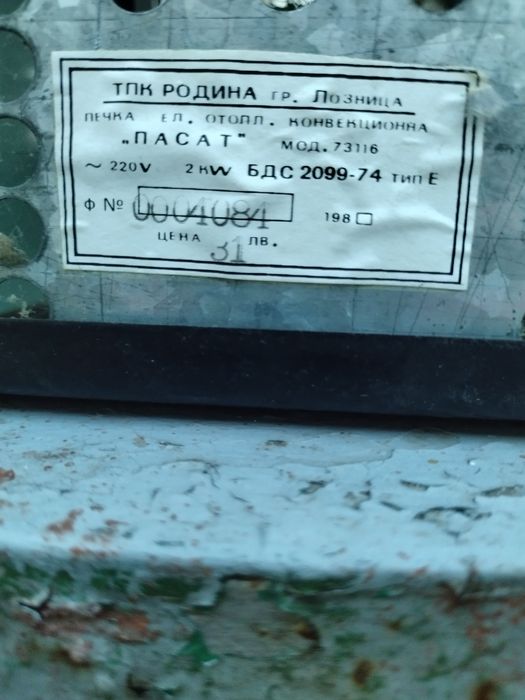 ТПК РОДИНА гр. Лозница
ПЕЧКА ЕЛ. ОТОПЛ. КОНВЕКЦИОННА
„ПАСАТ" МОД. 73116
~ 220V 2 kW БДС 2099-74 тип Е
Ф № 0004084 198□
ЦЕНА 31 ЛВ.